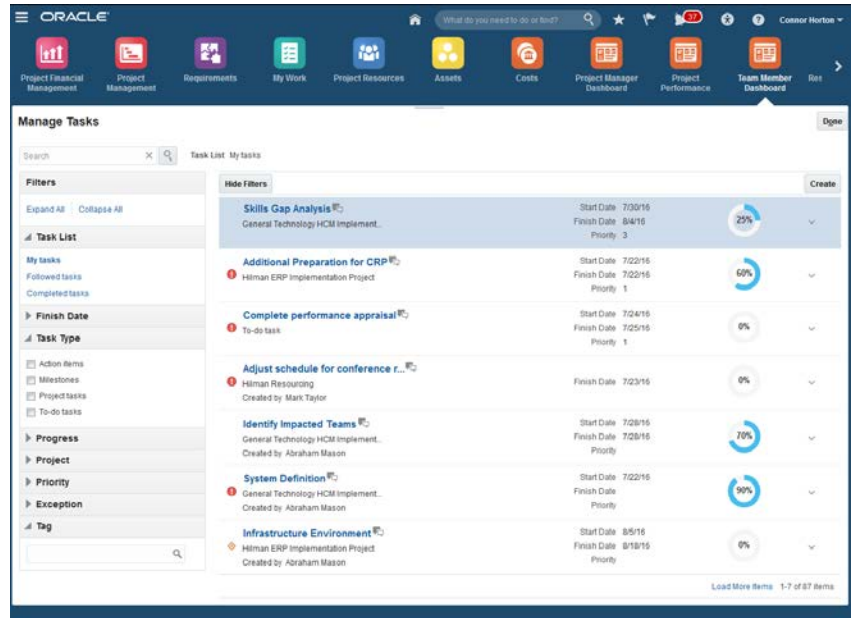 ORACLE
What do you need to do or find?
37
Connor Horton
Project Financial Management
Project Management
Requirements
My Work
Project Resources
Assets
Costs
Project Manager Dashboard
Project Performance
Team Member Dashboard
Res
Manage Tasks
Done
Search
Task List My tasks
Filters
Hide Filters
Create
Expand All
Collapse All
Task List
My tasks
Followed tasks
Completed tasks
Finish Date
Task Type
Action items
Milestones
Project tasks
To-do tasks
Progress
Project
Priority
Exception
Tag
Skills Gap Analysis
General Technology HCM Implement..
Start Date 7/30/16
Finish Date 8/4/16
Priority 3
25%
Additional Preparation for CRP
Hilman ERP Implementation Project
Start Date 7/22/16
Finish Date 7/22/16
Priority 1
60%
Complete performance appraisal
To-do task
Start Date 7/24/16
Finish Date 7/25/16
Priority 1
0%
Adjust schedule for conference r...
Hilman Resourcing
Created by Mark Taylor
Finish Date 7/23/16
0%
Identify Impacted Teams
General Technology HCM Implement..
Created by Abraham Mason
Start Date 7/28/16
Finish Date 7/28/16
Priority
70%
System Definition
General Technology HCM Implement..
Created by Abraham Mason
Start Date 7/22/16
Finish Date
Priority
90%
Infrastructure Environment
Hilman ERP Implementation Project
Created by Abraham Mason
Start Date 8/5/16
Finish Date 8/18/16
Priority
0%
Load More Items 1-7 of 87 items